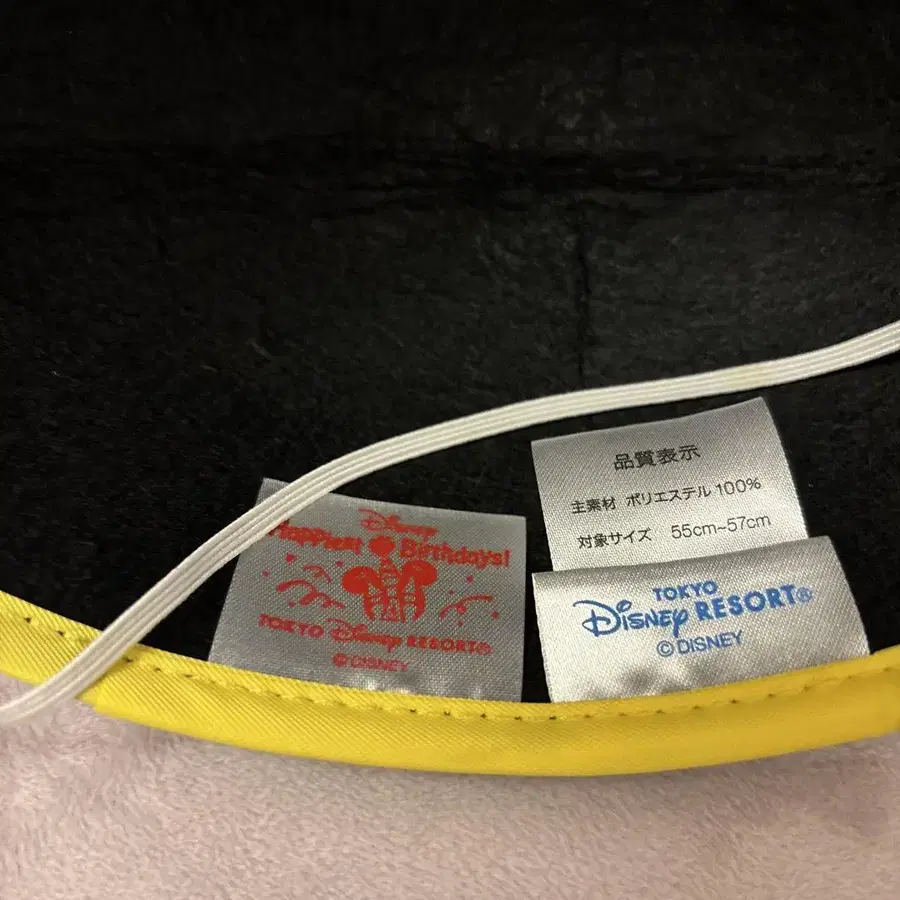 Disney
Happiest Birthdays!
TOKYO Disney RESORT®
©DISNEY
品質表示
主素材 ポリエステル 100%
対象サイズ 55cm~57cm
TOKYO
Disney RESORT®
©DISNEY